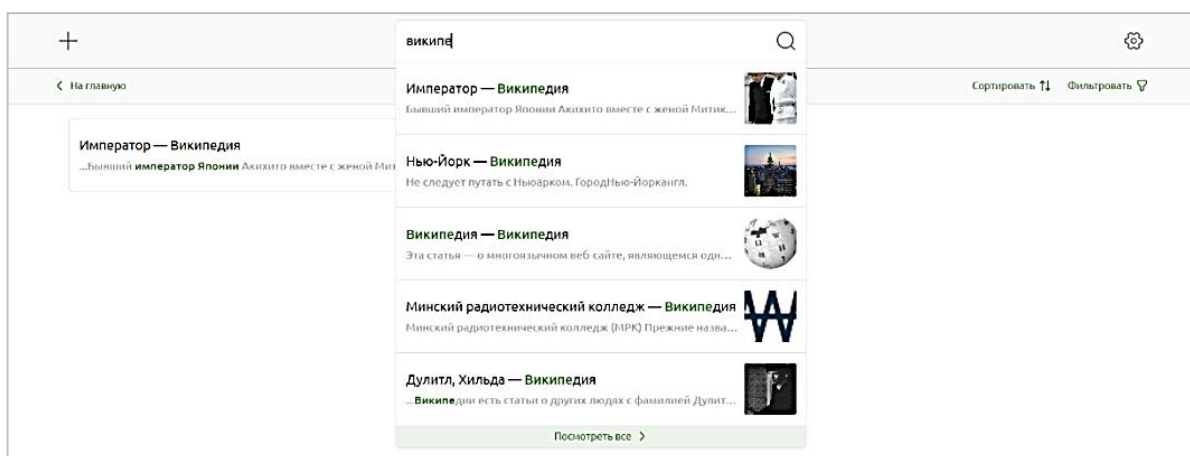 википе
На главную
Сортировать
Фильтровать
Император — Википедия
...Бывший император Японии Акихито вместе с женой Мит
Император — Википедия
Бывший император Японии Акихито вместе с женой Митик...
Нью-Йорк — Википедия
Не следует путать с Ньюарком. ГородНью-Йоркангл.
Википедия — Википедия
Эта статья — о многоязычном веб сайте, являющемся одн...
Минский радиотехнический колледж — Википедия
Минский радиотехнический колледж (МРК) Прежние назва...
Дулитл, Хильда — Википедия
...Википедии есть статьи о других людях с фамилией Дулит...
Посмотреть все